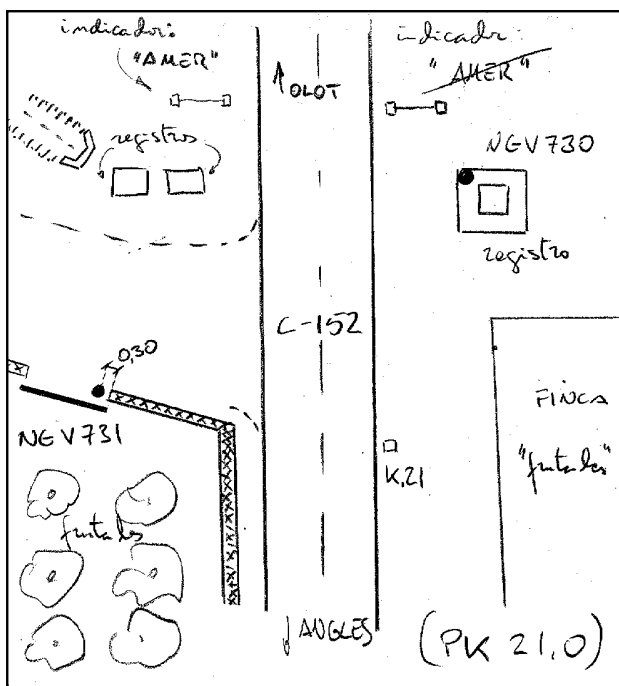 indicador:
"AMER"
↑OLOT
indicador:
"AMER"
registros
NGV730
registro
C-152
0,30
NGV731
FINCA
"frutales"
K.21
frutales
↓ANGLES
(PK 21,0)